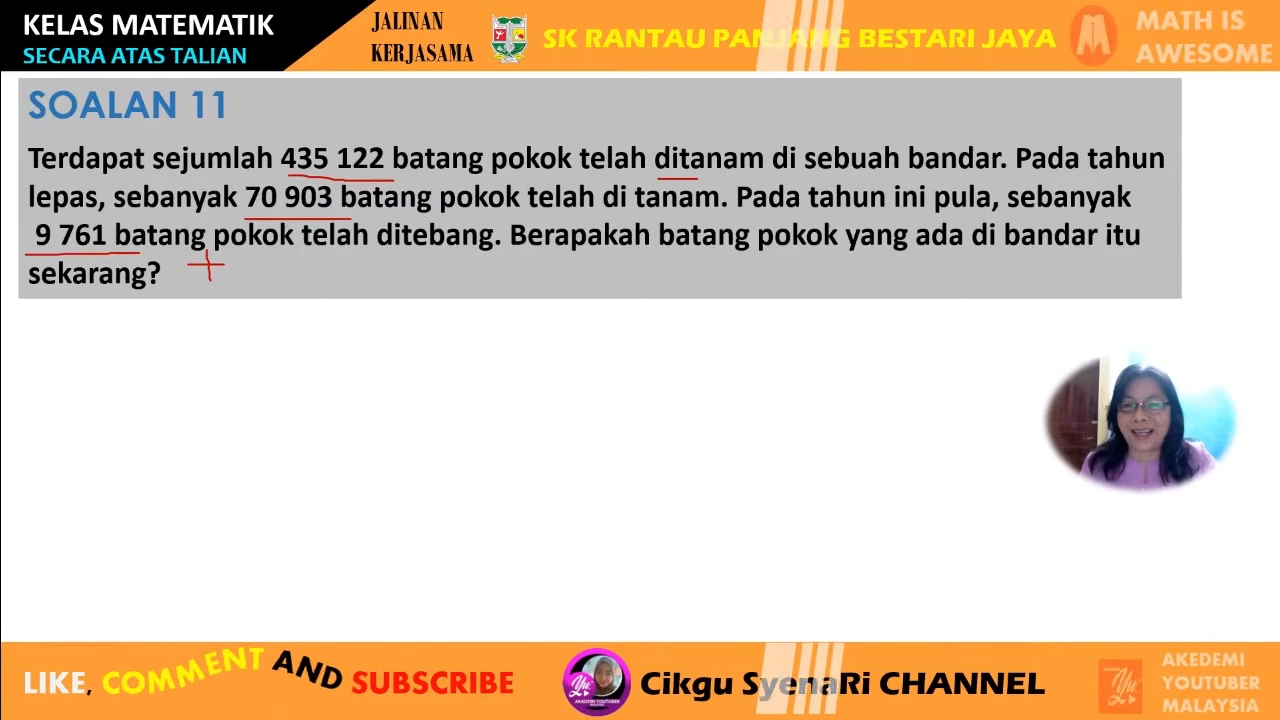 KELAS MATEMATIK
SECARA ATAS TALIAN
JALINAN
KERJASAMA
SK RANTAU PANJANG BESTARI JAYA
MATH IS
AWESOME
SOALAN 11
Terdapat sejumlah 435 122 batang pokok telah ditanam di sebuah bandar. Pada tahun
lepas, sebanyak 70 903 batang pokok telah di tanam. Pada tahun ini pula, sebanyak
9 761 batang pokok telah ditebang. Berapakah batang pokok yang ada di bandar itu
sekarang? +
LIKE, COMMENT AND SUBSCRIBE
Cikgu SyenaRi CHANNEL
AKEDEMI
YOUTUBER
MALAYSIA